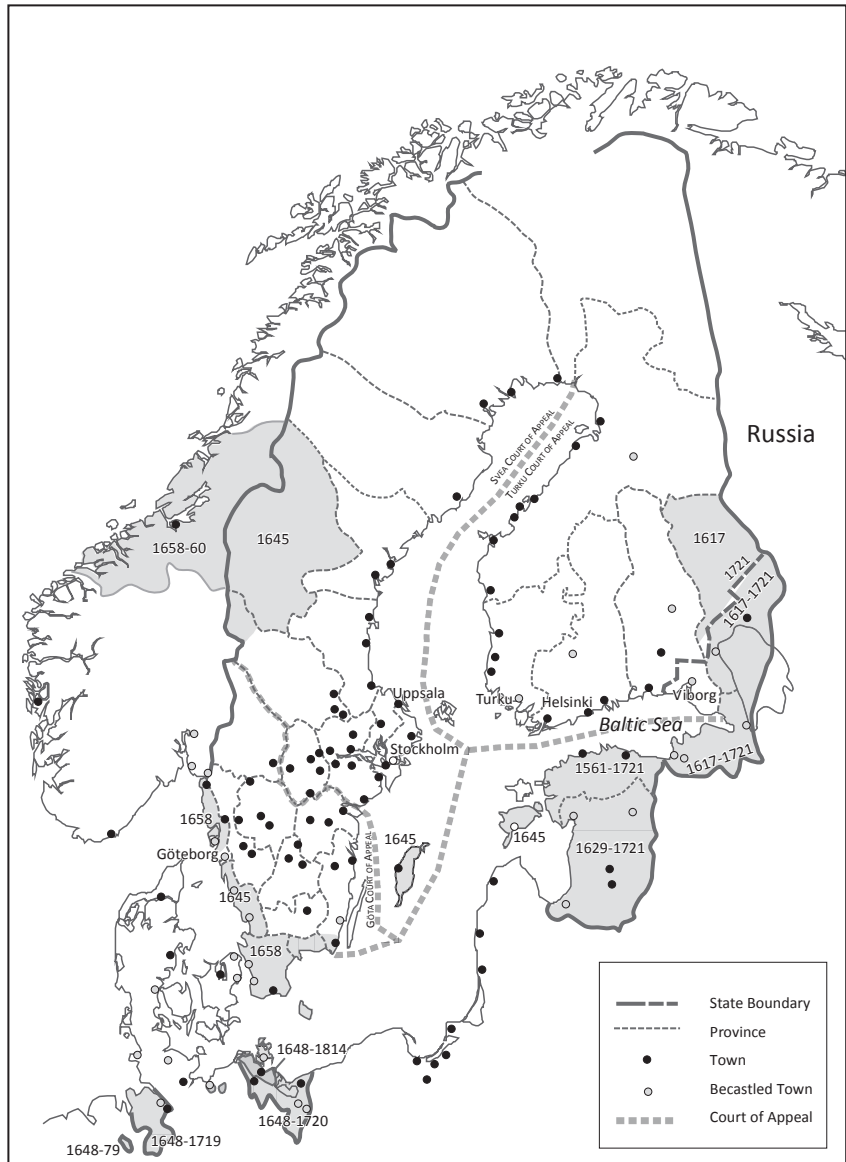 SVEA COURT OF APPEAL
TURKU COURT OF APPEAL
Russia
1658-60
1645
1617
1721
1617-1721
Uppsala
Turku
Helsinki
Viborg
Baltic Sea
Stockholm
1617-1721
1561-1721
1658
1645
1645
1629-1721
Göteborg
GÖTA COURT OF APPEAL
1645
1658
State Boundary
Province
Town
Becastled Town
Court of Appeal
1648-1814
1648-1720
1648-79
1648-1719